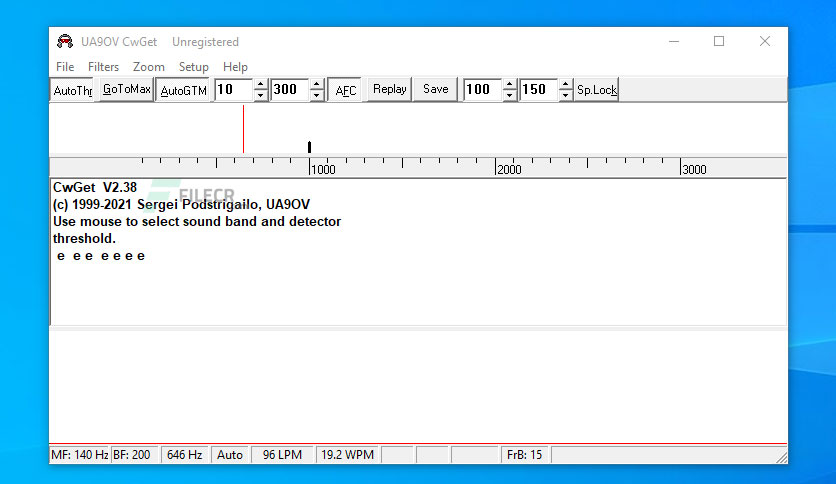 UA9OV CwGet Unregistered
File Filters Zoom Setup Help
AutoThr GoToMax AutoGTM 10 300 AFC Replay Save 100 150 Sp.Lock
1000 2000 3000
CwGet V2.38
FILECR
(c) 1999-2021 Sergei Podstrigailo, UA9OV
Use mouse to select sound band and detector
threshold.
e e e e e e e
MF: 140 Hz BF: 200 646 Hz Auto 96 LPM 19.2 WPM FrB: 15